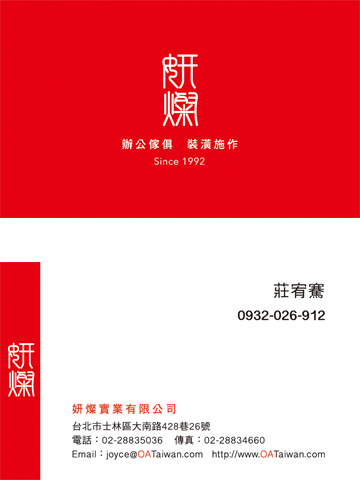 妍燦
辦公傢俱 裝潢施作
Since 1992
莊宥騫
0932-026-912
妍燦
妍燦實業有限公司
台北市士林區大南路428巷26號
電話：02-28835036 傳真：02-28834660
Email：joyce@OATaiwan.com http://www.OATaiwan.com